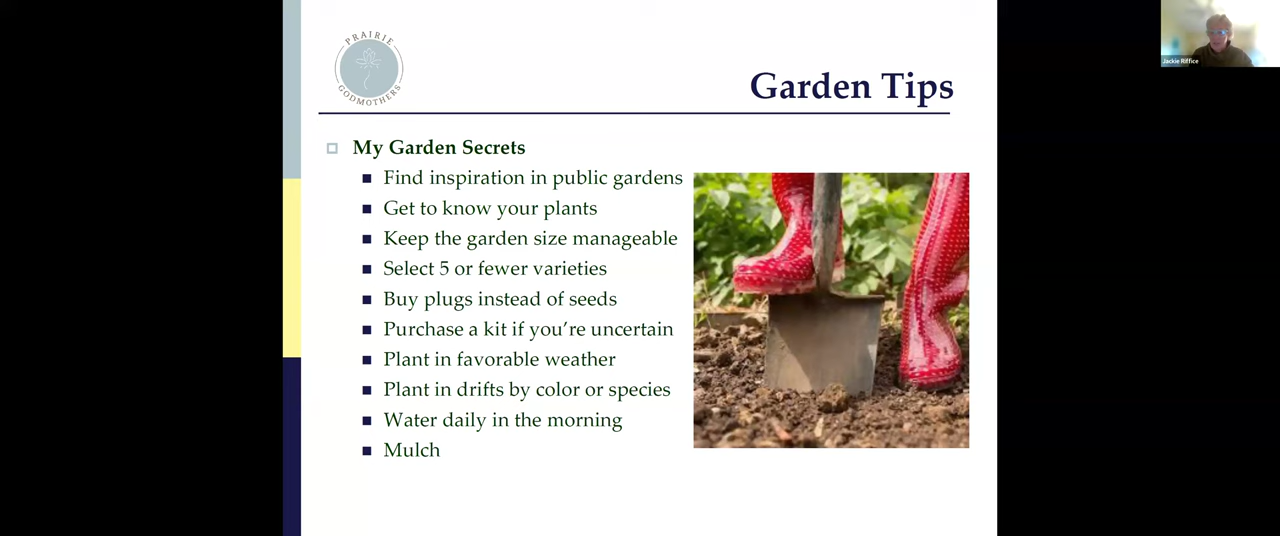 PRAIRIE
GODMOTHERS
Garden Tips
My Garden Secrets
Find inspiration in public gardens
Get to know your plants
Keep the garden size manageable
Select 5 or fewer varieties
Buy plugs instead of seeds
Purchase a kit if you’re uncertain
Plant in favorable weather
Plant in drifts by color or species
Water daily in the morning
Mulch
Jackie Riffice